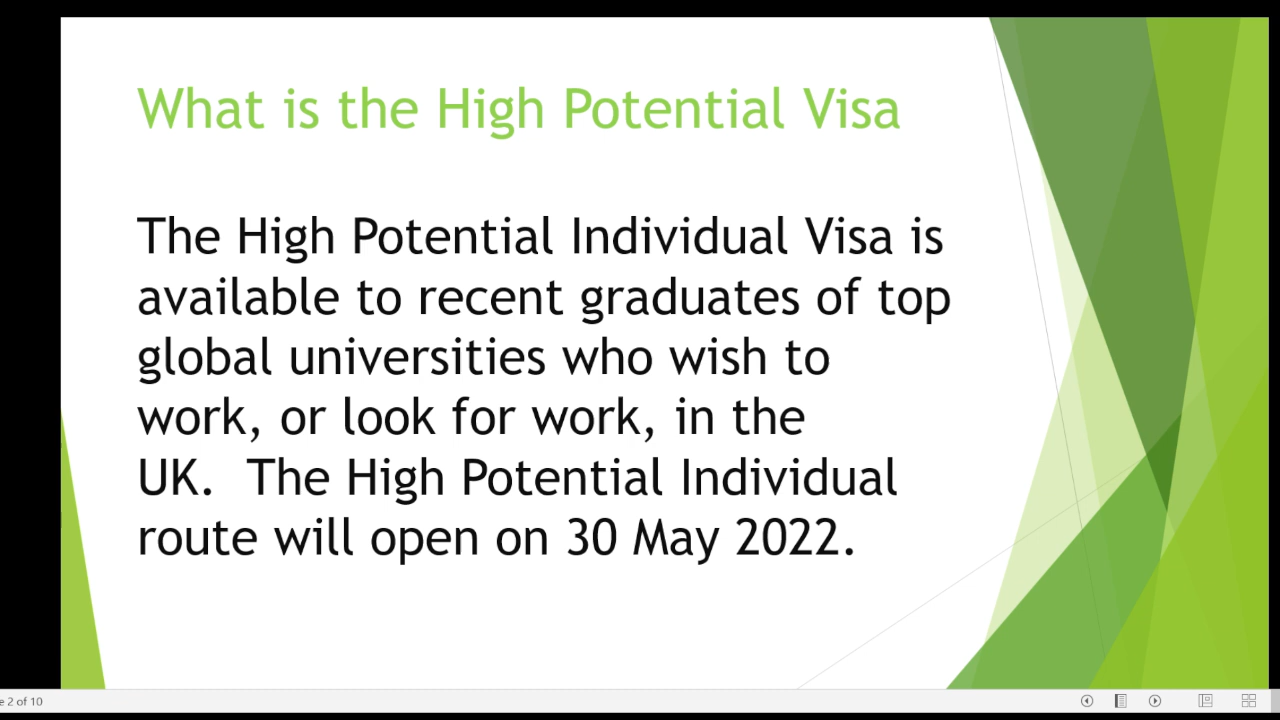 What is the High Potential Visa
The High Potential Individual Visa is
available to recent graduates of top
global universities who wish to
work, or look for work, in the
UK.  The High Potential Individual
route will open on 30 May 2022.
e 2 of 10